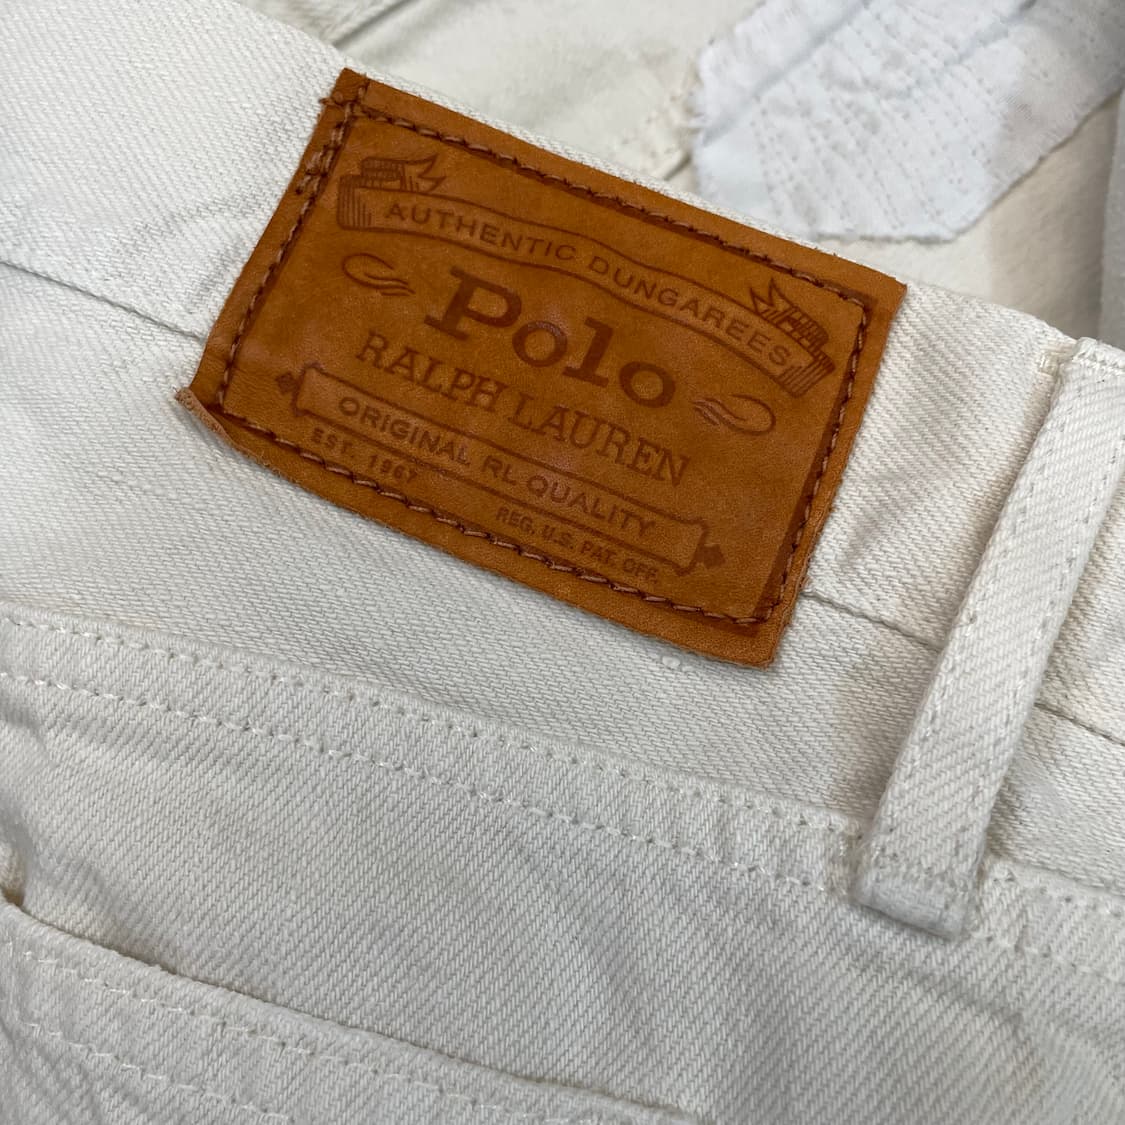 AUTHENTIC DUNGAREES
Polo
RALPH LAUREN
ORIGINAL RL QUALITY
EST. 1967
REG. U.S. PAT. OFF.